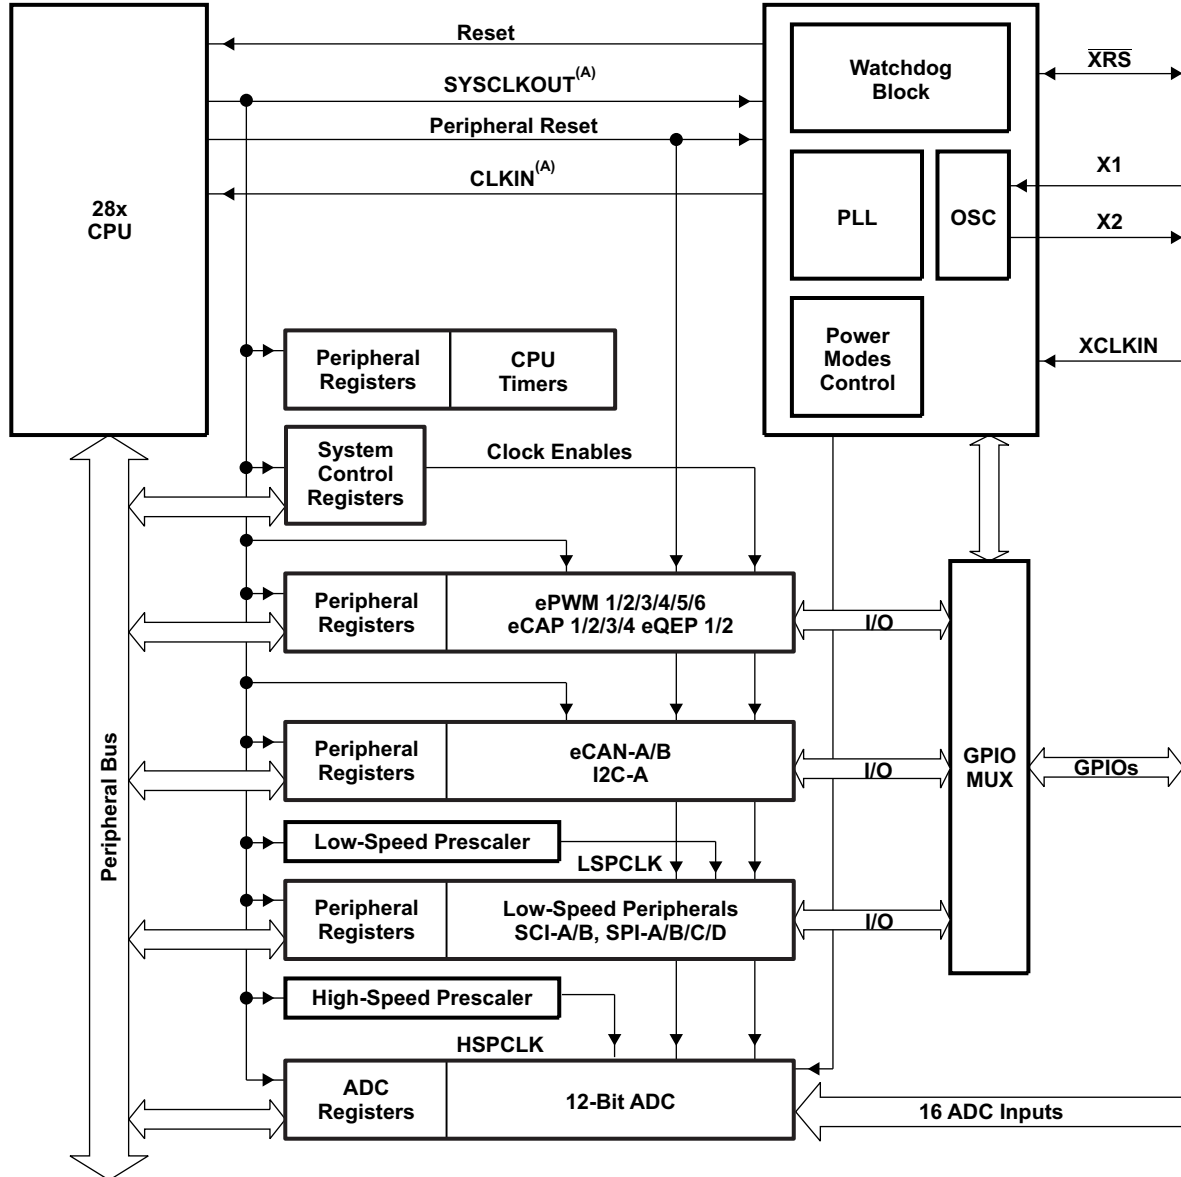 Reset
SYSCLKOUT(A)
Peripheral Reset
CLKIN(A)
28x
CPU
Watchdog
Block
PLL
OSC
Power
Modes
Control
XRS
X1
X2
XCLKIN
Peripheral
Registers
CPU
Timers
System
Control
Registers
Clock Enables
Peripheral
Registers
ePWM 1/2/3/4/5/6
eCAP 1/2/3/4 eQEP 1/2
I/O
Peripheral Bus
Peripheral
Registers
eCAN-A/B
I2C-A
I/O
GPIO
MUX
GPIOs
Low-Speed Prescaler
LSPCLK
Peripheral
Registers
Low-Speed Peripherals
SCI-A/B, SPI-A/B/C/D
I/O
High-Speed Prescaler
HSPCLK
ADC
Registers
12-Bit ADC
16 ADC Inputs